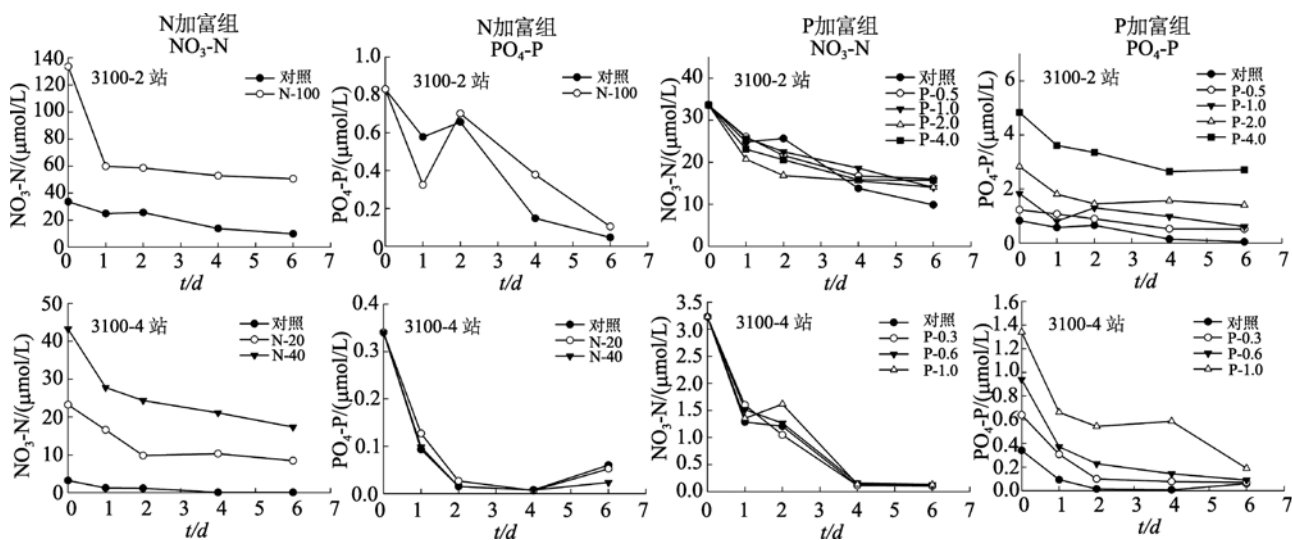 N加富组
NO₃-N
NO₃-N/(μmol/L)
140
120
100
80
60
40
20
0
3100-2 站
对照
N-100
0 1 2 3 4 5 6 7
t/d
N加富组
PO₄-P
PO₄-P/(μmol/L)
1.0
0.8
0.6
0.4
0.2
0
3100-2 站
对照
N-100
0 1 2 3 4 5 6 7
t/d
P加富组
NO₃-N
NO₃-N/(μmol/L)
40
30
20
10
0
3100-2 站
对照
P-0.5
P-1.0
P-2.0
P-4.0
0 1 2 3 4 5 6 7
t/d
P加富组
PO₄-P
PO₄-P/(μmol/L)
6
4
2
0
3100-2 站
对照
P-0.5
P-1.0
P-2.0
P-4.0
0 1 2 3 4 5 6 7
t/d
NO₃-N/(μmol/L)
50
40
30
20
10
0
3100-4 站
对照
N-20
N-40
0 1 2 3 4 5 6 7
t/d
PO₄-P/(μmol/L)
0.4
0.3
0.2
0.1
0.0
3100-4 站
对照
N-20
N-40
0 1 2 3 4 5 6 7
t/d
NO₃-N/(μmol/L)
3.5
3.0
2.5
2.0
1.5
1.0
0.5
0.0
3100-4 站
对照
P-0.3
P-0.6
P-1.0
0 1 2 3 4 5 6 7
t/d
PO₄-P/(μmol/L)
1.6
1.4
1.2
1.0
0.8
0.6
0.4
0.2
0.0
3100-4 站
对照
P-0.3
P-0.6
P-1.0
0 1 2 3 4 5 6 7
t/d